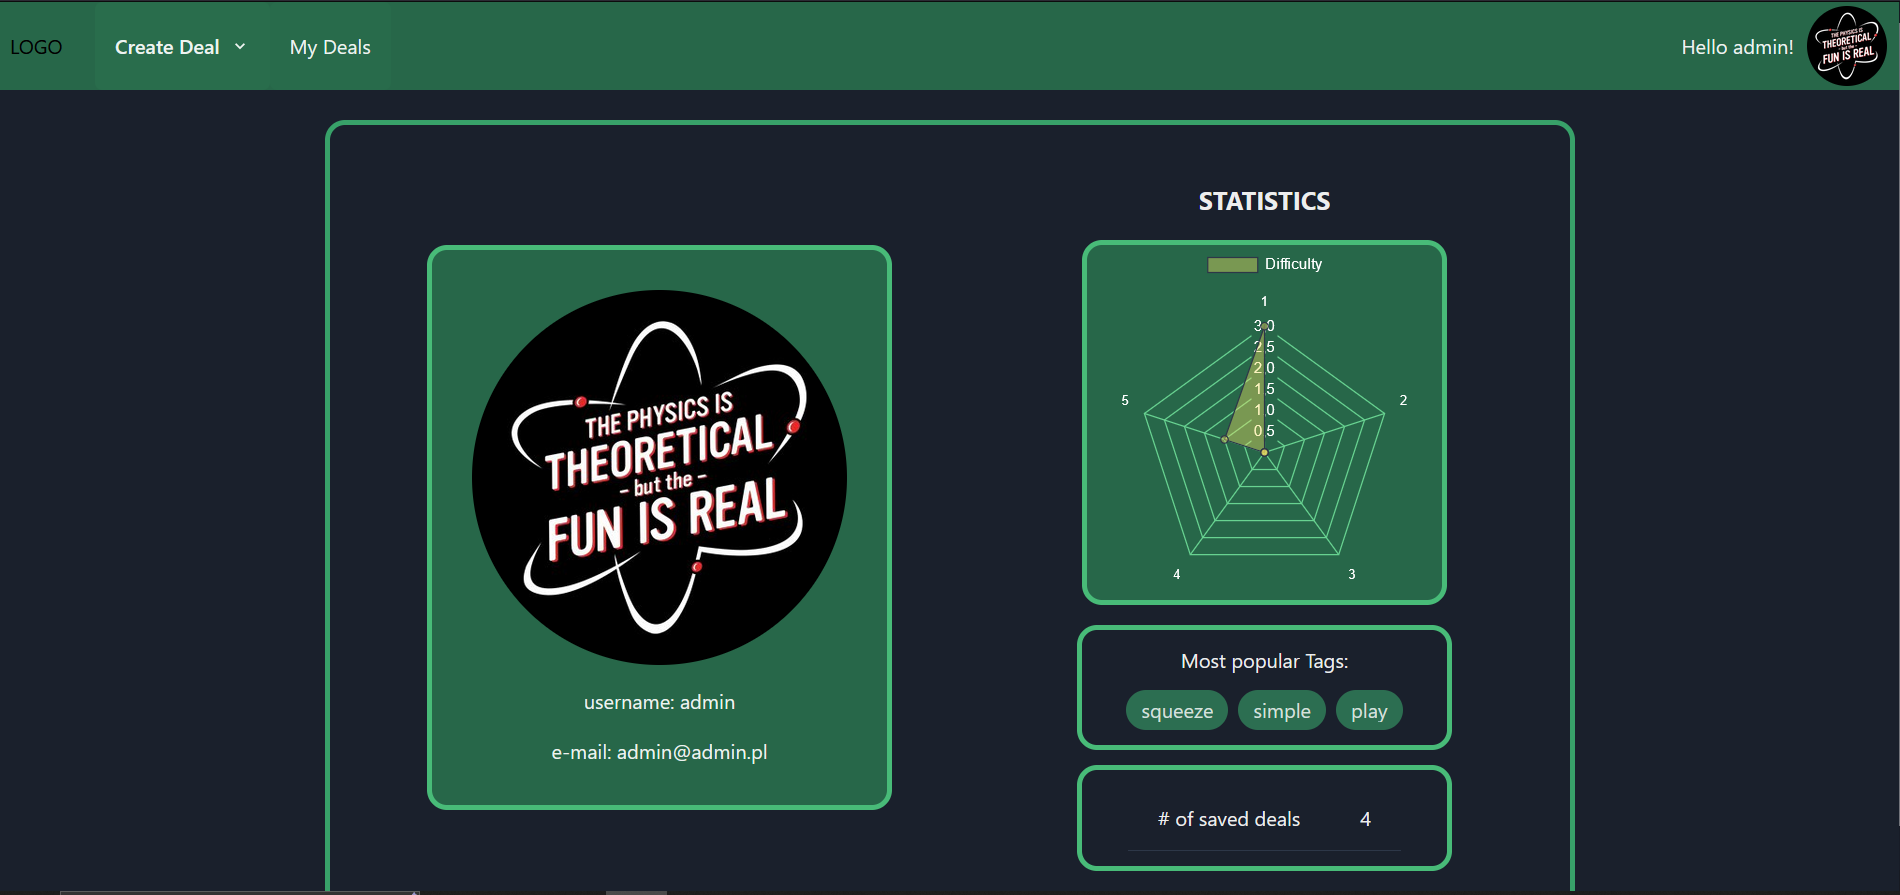 LOGO
Create Deal
My Deals
Hello admin!
THE PHYSICS IS
THEORETICAL
- but the -
FUN IS REAL
THE PHYSICS IS
THEORETICAL
- but the -
FUN IS REAL
username: admin
e-mail: admin@admin.pl
STATISTICS
Difficulty
1
3.0
2.5
2.0
1.5
1.0
0.5
5
2
4
3
Most popular Tags:
squeeze simple play
# of saved deals 4